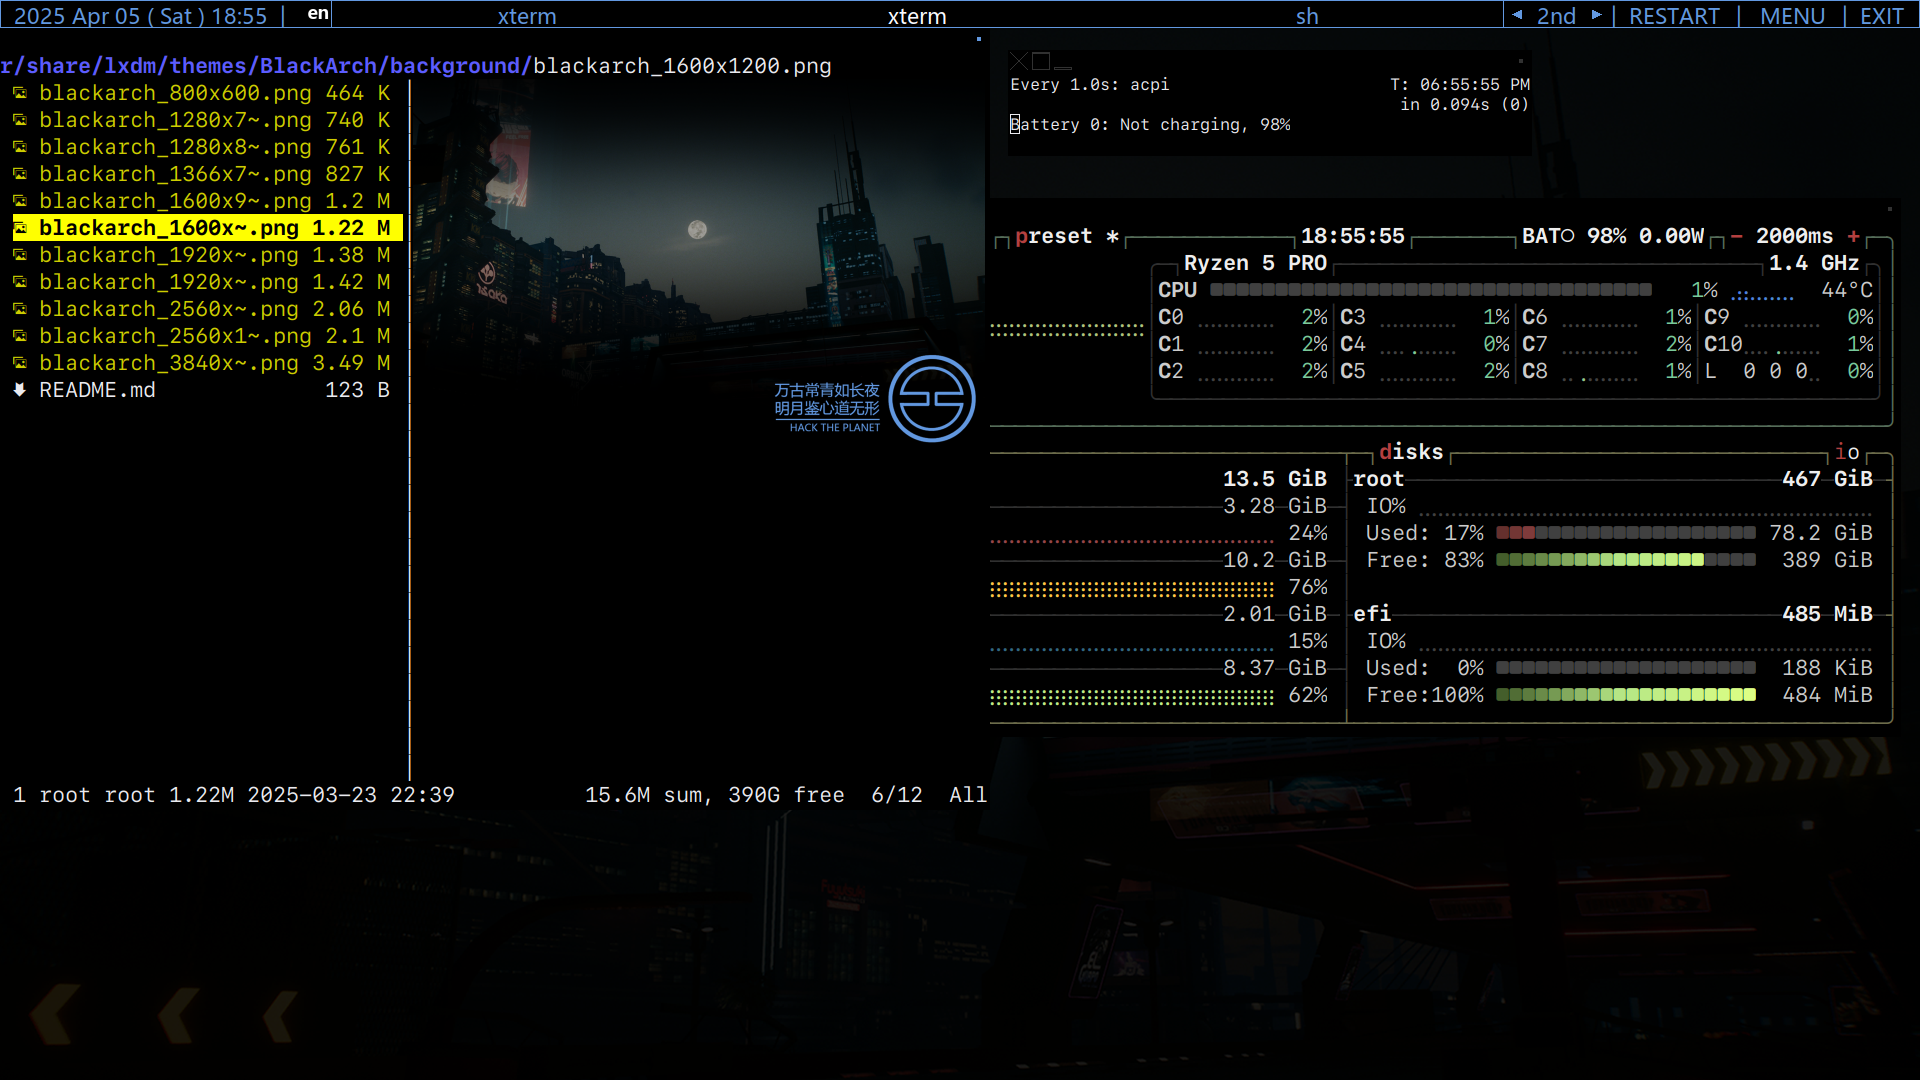 2025 Apr 05 ( Sat ) 18:55 | en
xterm
xterm
sh
2nd | RESTART | MENU | EXIT
r/share/lxdm/themes/BlackArch/background/blackarch_1600x1200.png
blackarch_800x600.png 464 K
blackarch_1280x7~.png 740 K
blackarch_1280x8~.png 761 K
blackarch_1366x7~.png 827 K
blackarch_1600x9~.png 1.2 M
blackarch_1600x~.png 1.22 M
blackarch_1920x~.png 1.38 M
blackarch_1920x~.png 1.42 M
blackarch_2560x~.png 2.06 M
blackarch_2560x1~.png 2.1 M
blackarch_3840x~.png 3.49 M
README.md 123 B
万古常青如长夜
明月鉴心道无形
HACK THE PLANET
1 root root 1.22M 2025-03-23 22:39 15.6M sum, 390G free 6/12 All
Every 1.0s: acpi T: 06:55:55 PM
in 0.094s (0)
Battery 0: Not charging, 98%
preset * 18:55:55 BAT○ 98% 0.00W - 2000ms +
Ryzen 5 PRO 1.4 GHz
CPU 1% 44°C
C0 2% C3 1% C6 1% C9 0%
C1 2% C4 0% C7 2% C10 1%
C2 2% C5 2% C8 1% L 0 0 0 0%
disks io
13.5 GiB root 467 GiB
3.28 GiB IO%
24% Used: 17% 78.2 GiB
10.2 GiB Free: 83% 389 GiB
76%
2.01 GiB efi 485 MiB
15% IO%
8.37 GiB Used: 0% 188 KiB
62% Free:100% 484 MiB